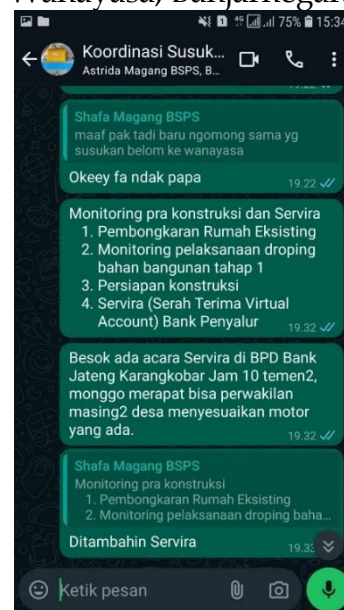 15:34
75%
Koordinasi Susuk...
Astrida Magang BSPS, B...
Shafa Magang BSPS
maaf pak tadi baru ngomong sama yg
susukan belom ke wanayasa
Okeey fa ndak papa
19.22
Monitoring pra konstruksi dan Servira
1. Pembongkaran Rumah Eksisting
2. Monitoring pelaksanaan droping
bahan bangunan tahap 1
3. Persiapan konstruksi
4. Servira (Serah Terima Virtual
Account) Bank Penyalur
19.32
Besok ada acara Servira di BPD Bank
Jateng Karangkobar Jam 10 temen2,
monggo merapat bisa perwakilan
masing2 desa menyesuaikan motor
yang ada.
19.32
Shafa Magang BSPS
Monitoring pra konstruksi
1. Pembongkaran Rumah Eksisting
2. Monitoring pelaksanaan droping baha...
Ditambahin Servira
Ketik pesan